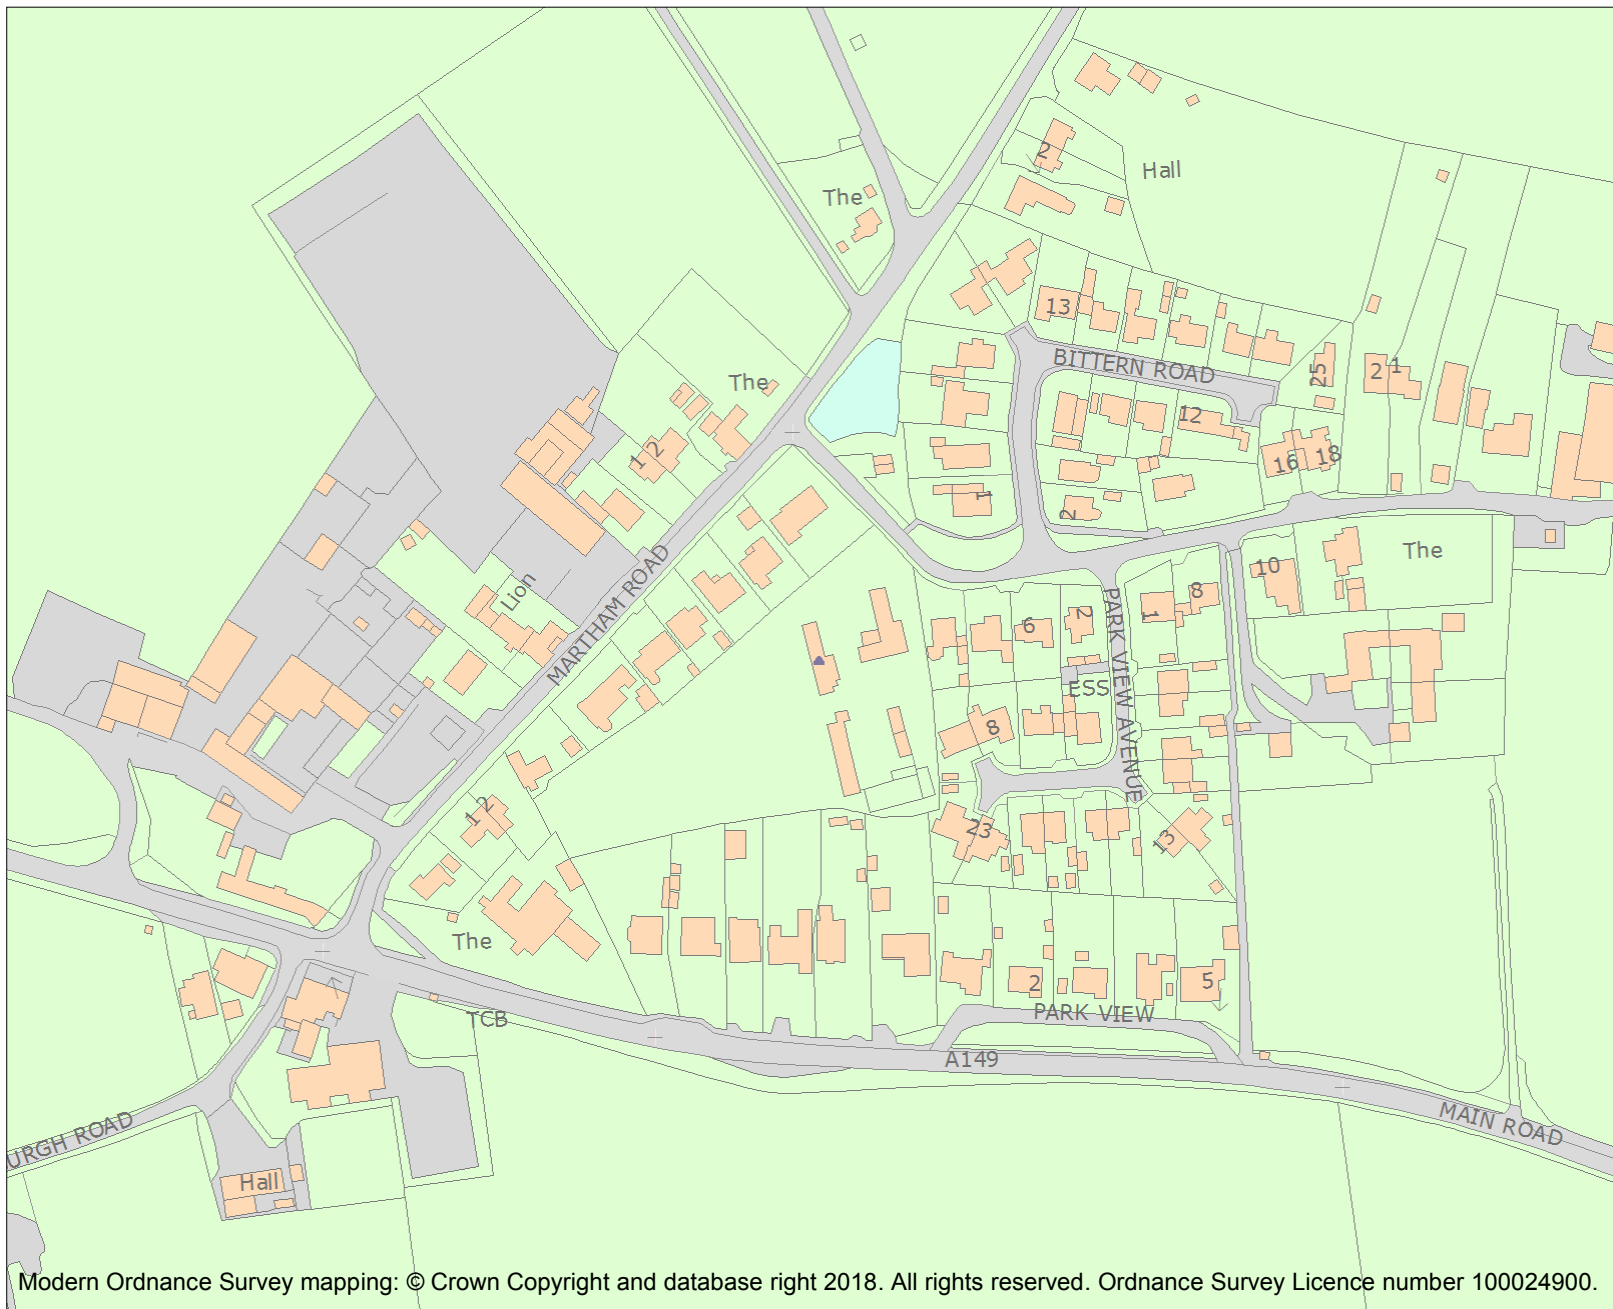 2
Hall
The
13
BITTERN ROAD
25
2 1
The
12
1 2
16
18
1
2
MARTHAM ROAD
Lion
The
10
PARK VIEW AVENUE
2
1
8
6
ESS
8
1 2
23
13
The
2
5
TCB
PARK VIEW
A149
MAIN ROAD
URGH ROAD
Hall
Modern Ordnance Survey mapping: © Crown Copyright and database right 2018. All rights reserved. Ordnance Survey Licence number 100024900.